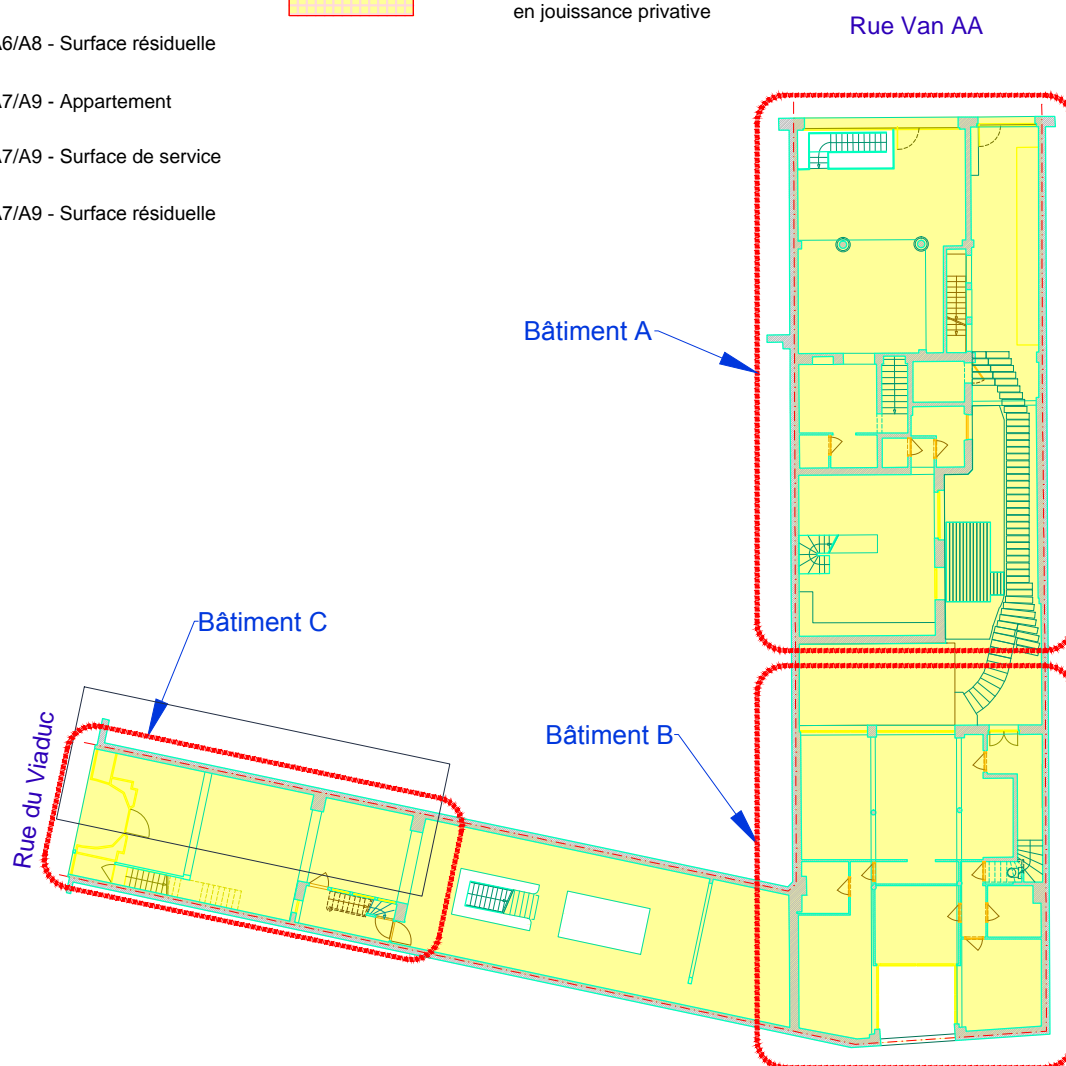 en jouissance privative
Rue Van AA
A6/A8 - Surface résiduelle
A7/A9 - Appartement
A7/A9 - Surface de service
A7/A9 - Surface résiduelle
Bâtiment A
Bâtiment C
Bâtiment B
Rue du Viaduc